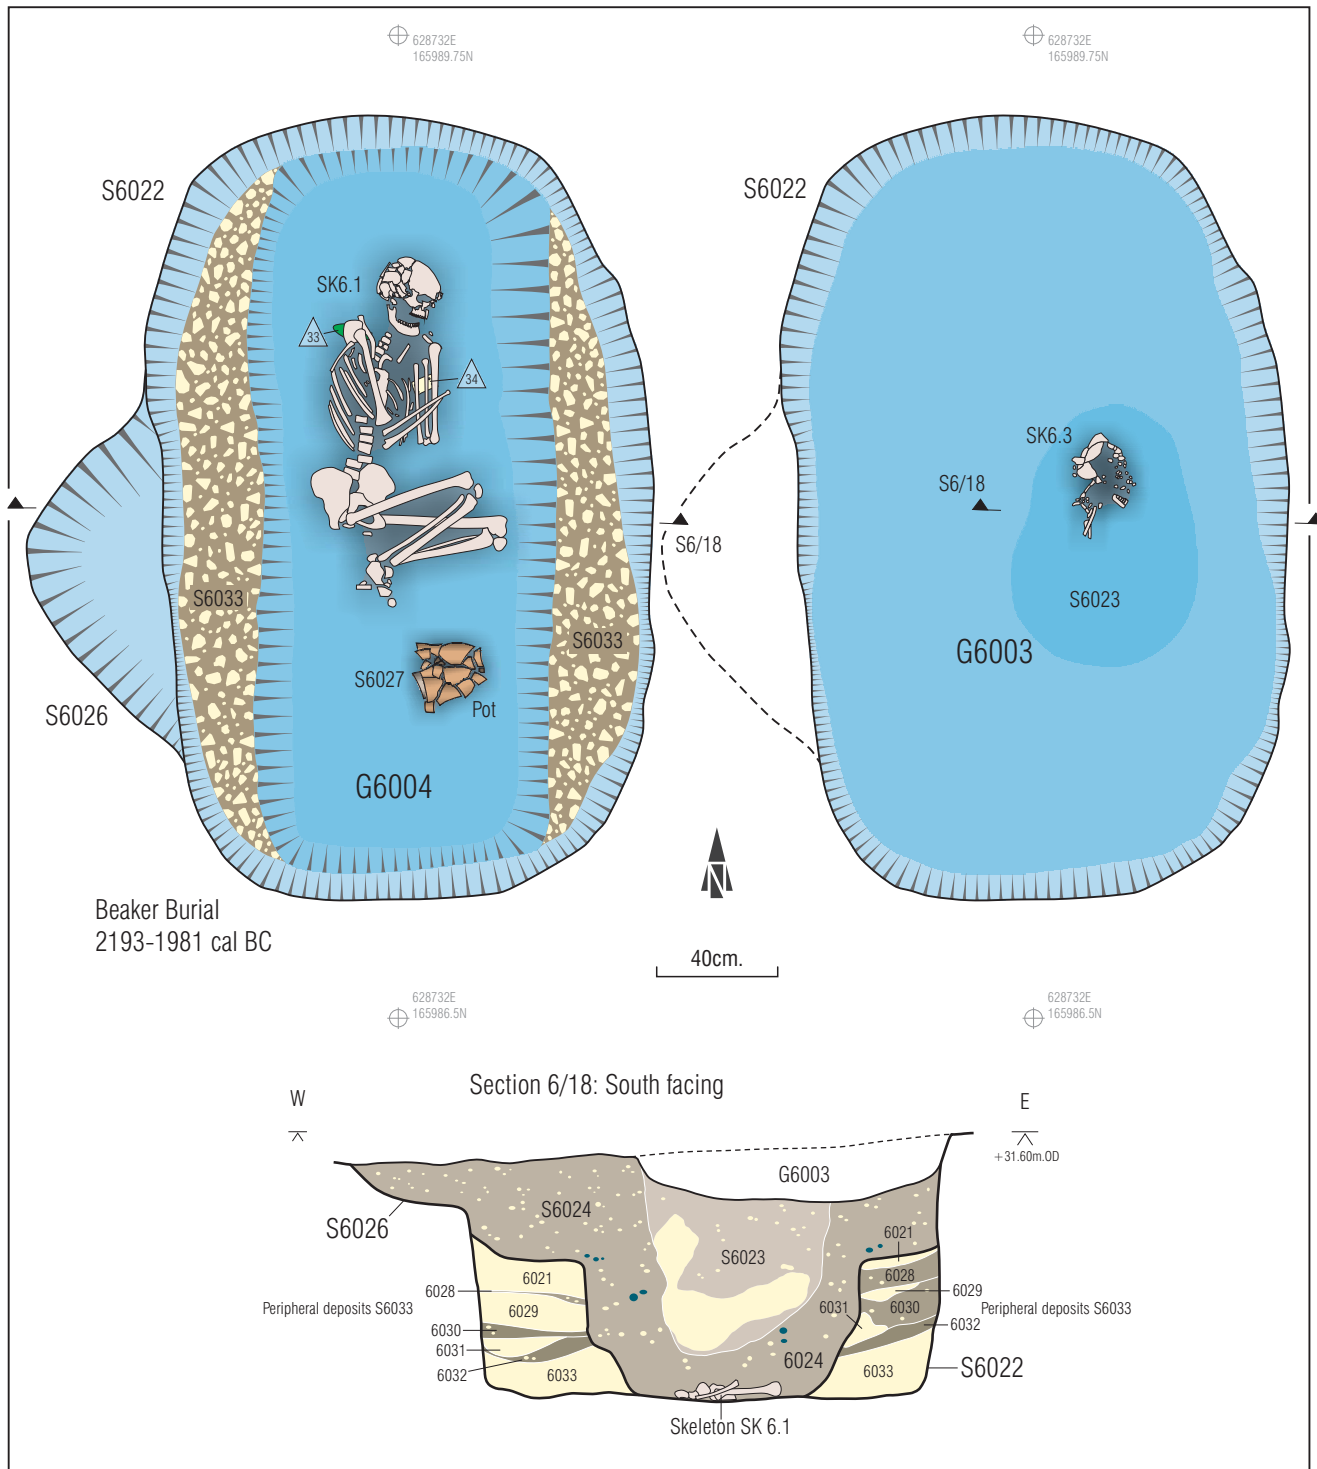 628732E
165989.75N
628732E
165989.75N
S6022
S6022
SK6.1
33
34
SK6.3
S6/18
S6/18
S6033
S6033
S6023
G6003
S6027
Pot
S6026
G6004
N
Beaker Burial
2193-1981 cal BC
40cm.
628732E
165986.5N
628732E
165986.5N
Section 6/18: South facing
W
E
+31.60m.OD
G6003
S6024
S6026
S6023
6021
6021
6028
6028
6029
6029
Peripheral deposits S6033
6030
6031
6030
Peripheral deposits S6033
6031
6032
6032
6033
6024
6033
S6022
Skeleton SK 6.1